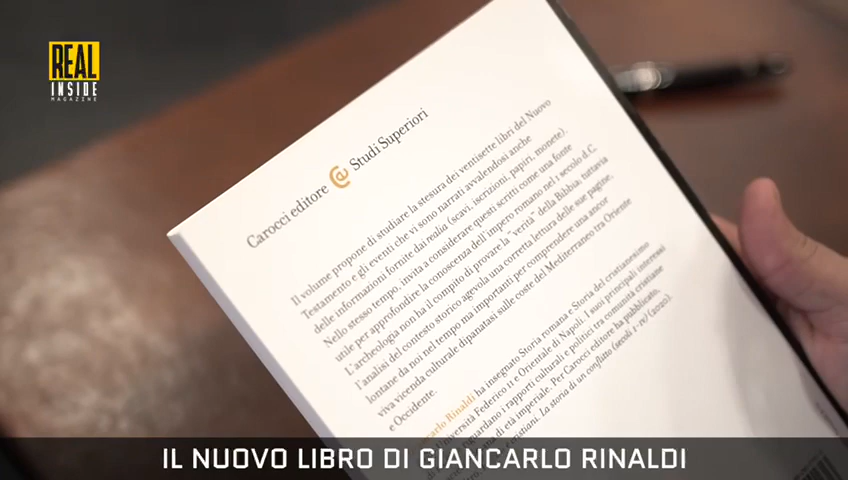 REAL
INSIDE
MAGAZINE
Carocci editore @ Studi Superiori
Il volume propone di studiare la stesura dei ventisette libri del Nuovo
Testamento e gli eventi che vi sono narrati avvalendosi anche
delle informazioni fornite dai realia (scavi, iscrizioni, papiri, monete).
Nello stesso tempo, invita a considerare questi scritti come una fonte
utile per approfondire la conoscenza dell'impero romano nel I secolo d.C.
L'archeologia non ha il compito di provare la "verità" della Bibbia; tuttavia
l'analisi del contesto storico agevola una corretta lettura delle sue pagine,
lontane da noi nel tempo ma importanti per comprendere una ancor
viva vicenda culturale dipanatasi sulle coste del Mediterraneo tra Oriente
e Occidente.
carlo Rinaldi ha insegnato Storia romana e Storia del cristianesimo
Università Federico II e Orientale di Napoli. I suoi principali interessi
guardano i rapporti culturali e politici tra comunità cristiane
di età imperiale. Per Carocci editore ha pubblicato,
cristiani. La storia di un conflitto (secoli I-IV) (2020).
IL NUOVO LIBRO DI GIANCARLO RINALDI